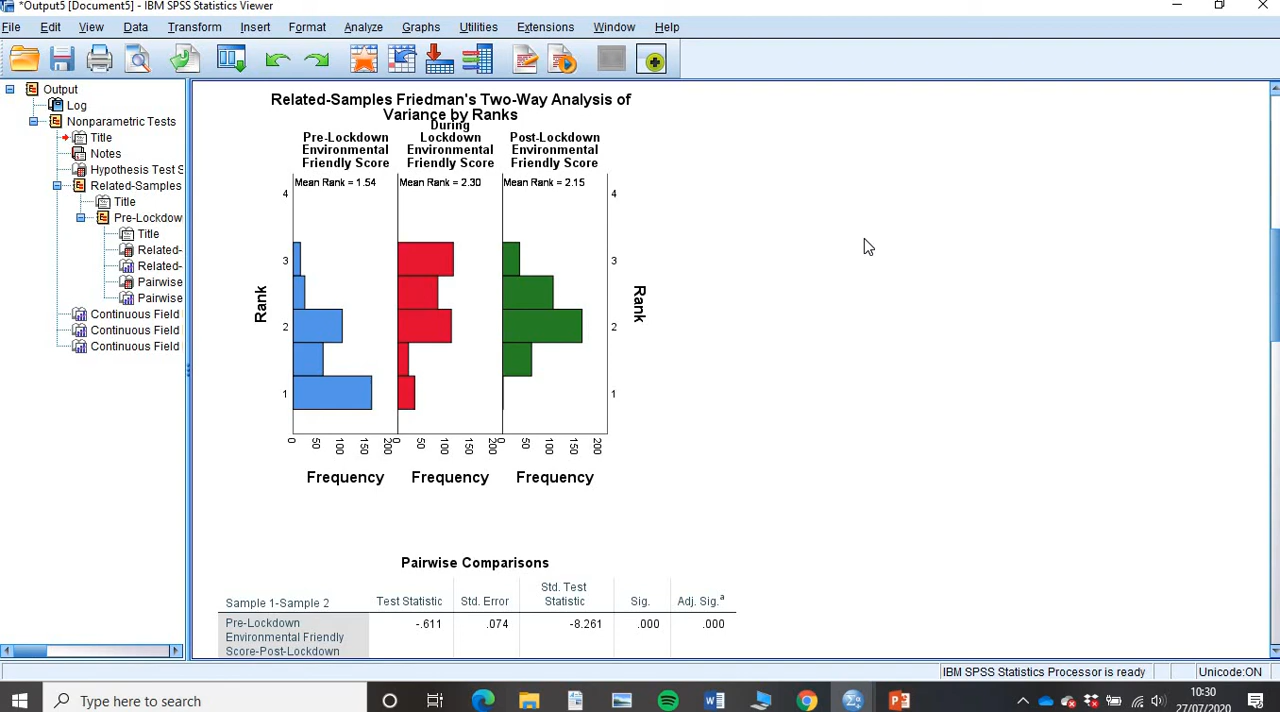 *Output5 [Document5] - IBM SPSS Statistics Viewer
File Edit View Data Transform Insert Format Analyze Graphs Utilities Extensions Window Help
Output
Log
Nonparametric Tests
Title
Notes
Hypothesis Test S
Related-Samples
Title
Pre-Lockdow
Title
Related-
Related-
Pairwise
Pairwise
Continuous Field
Continuous Field
Continuous Field
Related-Samples Friedman's Two-Way Analysis of
Variance by Ranks
Pre-Lockdown
Environmental
Friendly Score
During
Lockdown
Environmental
Friendly Score
Post-Lockdown
Environmental
Friendly Score
Mean Rank = 1.54
Mean Rank = 2.30
Mean Rank = 2.15
4
3
2
1
Rank
4
3
2
1
Rank
0 50 100 150 200
0 50 100 150 200
0 50 100 150 200
Frequency Frequency Frequency
Pairwise Comparisons
Sample 1-Sample 2 Test Statistic Std. Error Std. Test Statistic Sig. Adj. Sig.ª
Pre-Lockdown -.611 .074 -8.261 .000 .000
Environmental Friendly
Score-Post-Lockdown
IBM SPSS Statistics Processor is ready Unicode:ON
Type here to search
10:30
27/07/2020